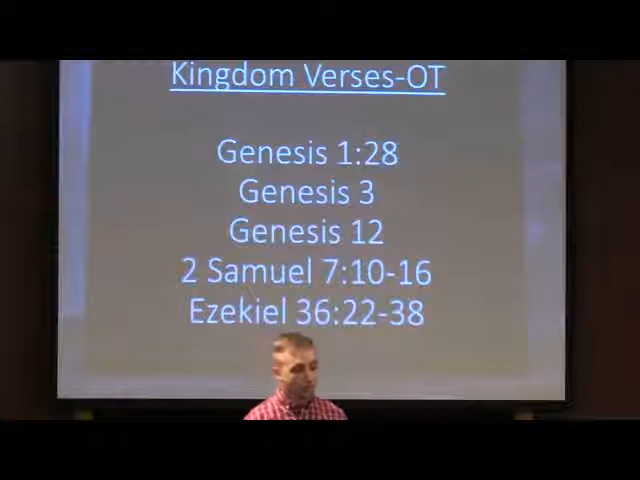 Kingdom Verses-OT
Genesis 1:28
Genesis 3
Genesis 12
2 Samuel 7:10-16
Ezekiel 36:22-38